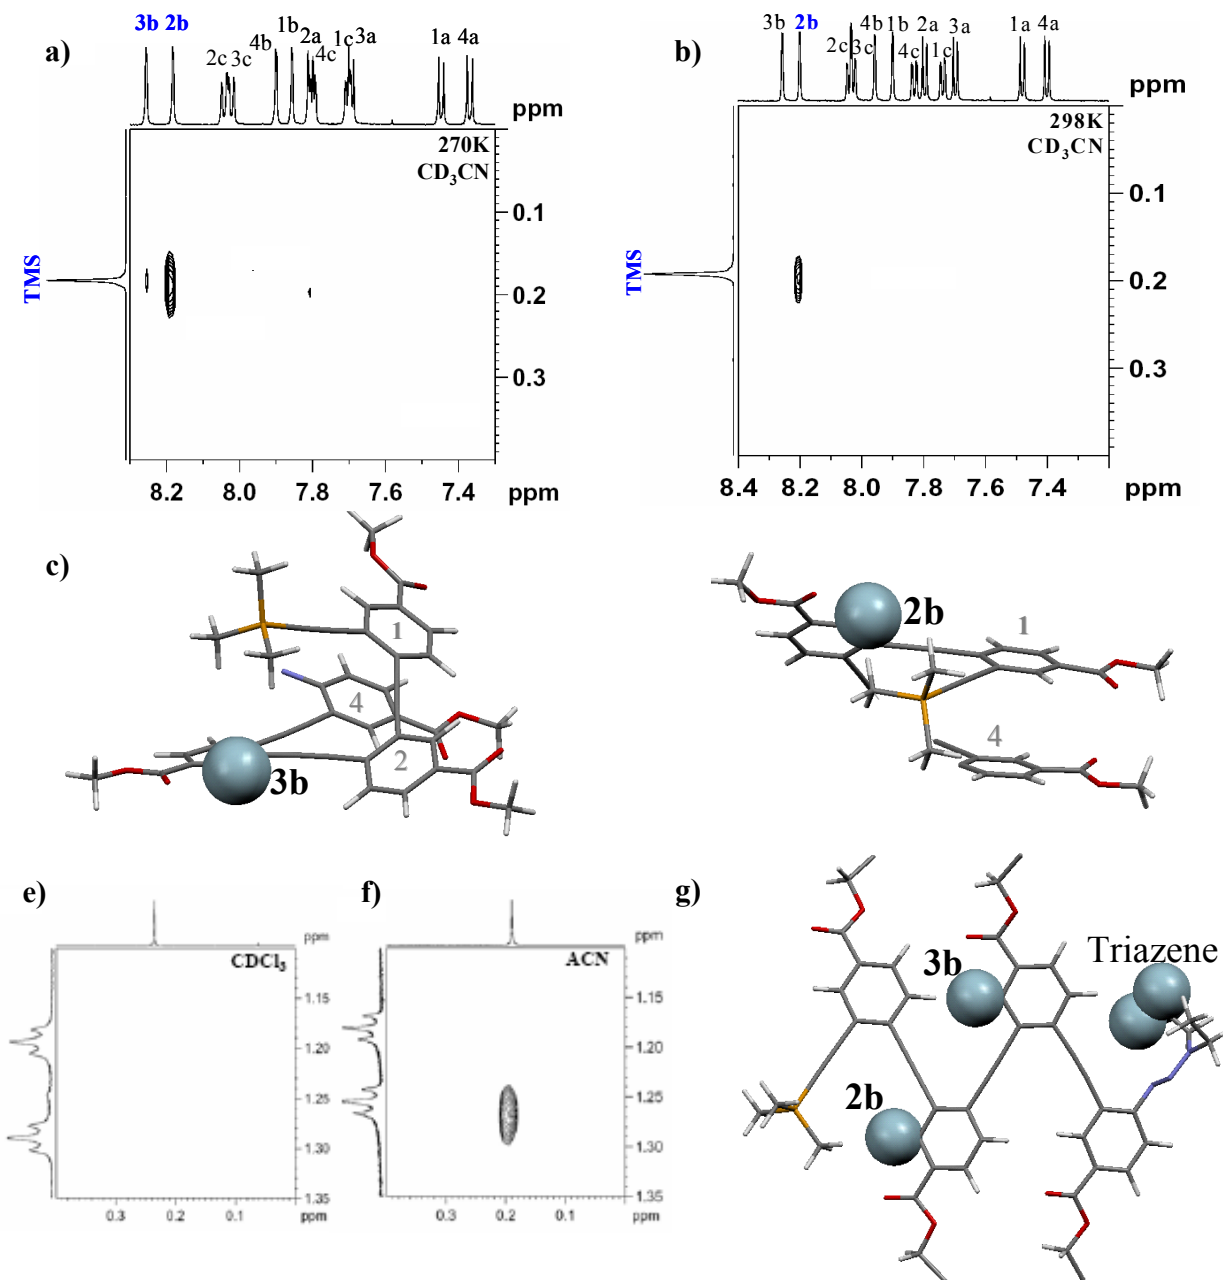 a)
3b 2b
2c 3c 4b 1b 2a 4c 1c 3a 1a 4a
ppm
270K
CD3CN
TMS
0.1
0.2
0.3
8.2 8.0 7.8 7.6 7.4 ppm
b)
3b 2b 2c 3c 4b 1b 4c 2a 1c 3a 1a 4a
ppm
298K
CD3CN
TMS
0.1
0.2
0.3
8.4 8.2 8.0 7.8 7.6 7.4 ppm
c)
1
4
3b
2
2b
1
4
e)
ppm
CDCl3
1.15
1.20
1.25
1.30
1.35
0.3 0.2 0.1 ppm
f)
ppm
ACN
1.15
1.20
1.25
1.30
1.35
0.3 0.2 0.1 ppm
g)
3b
Triazene
2b